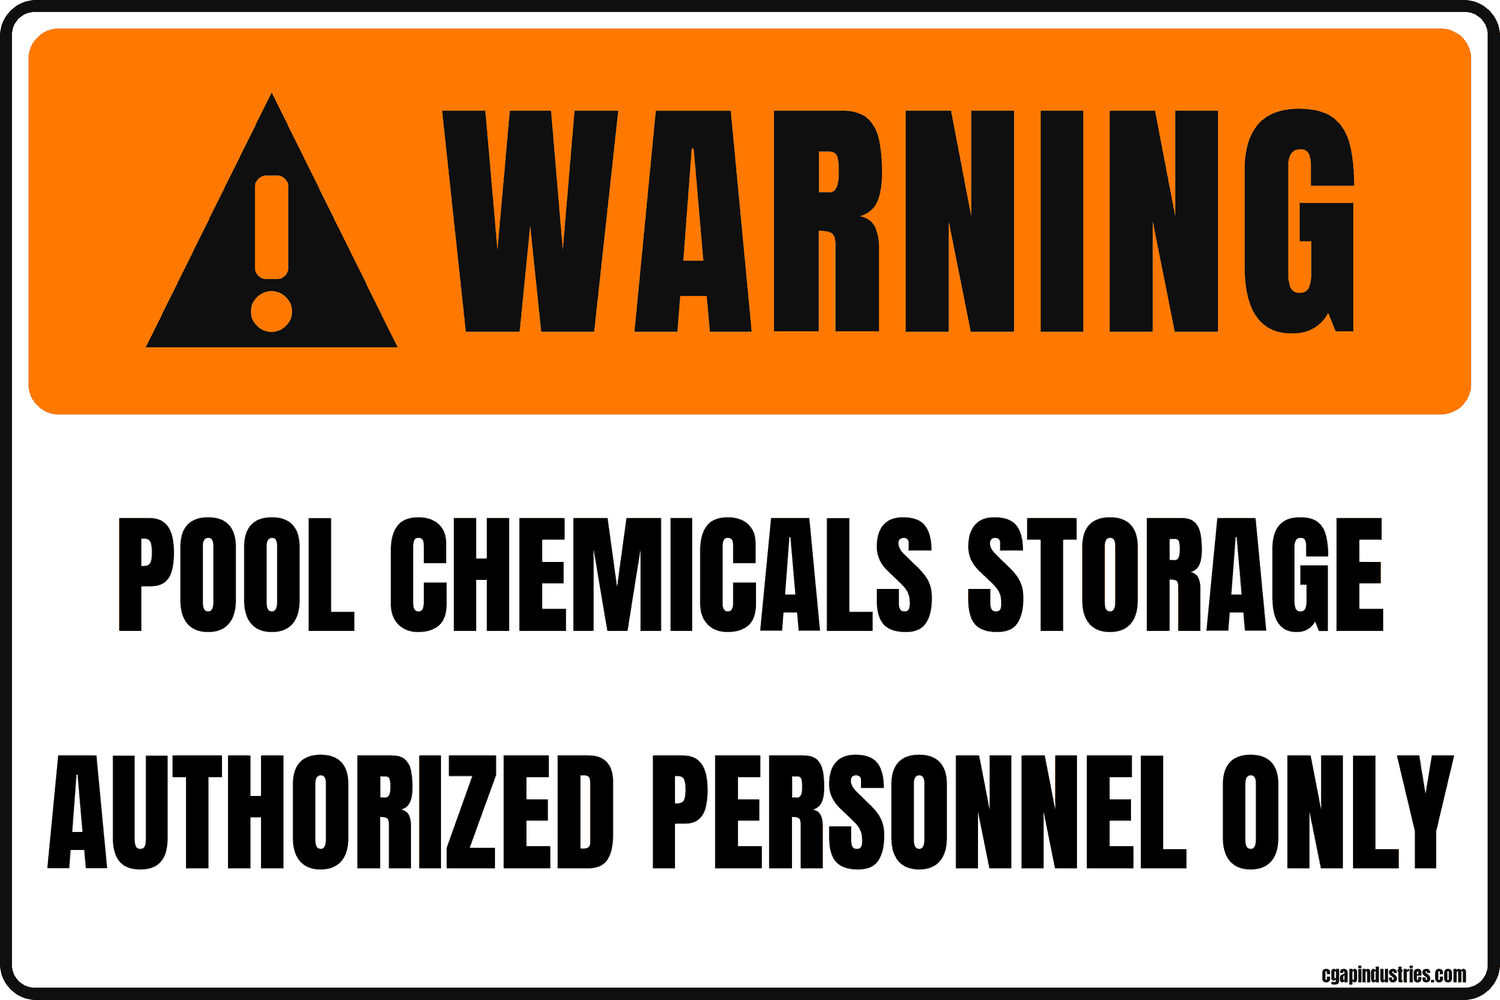 WARNING
POOL CHEMICALS STORAGE
AUTHORIZED PERSONNEL ONLY
cgapindustries.com